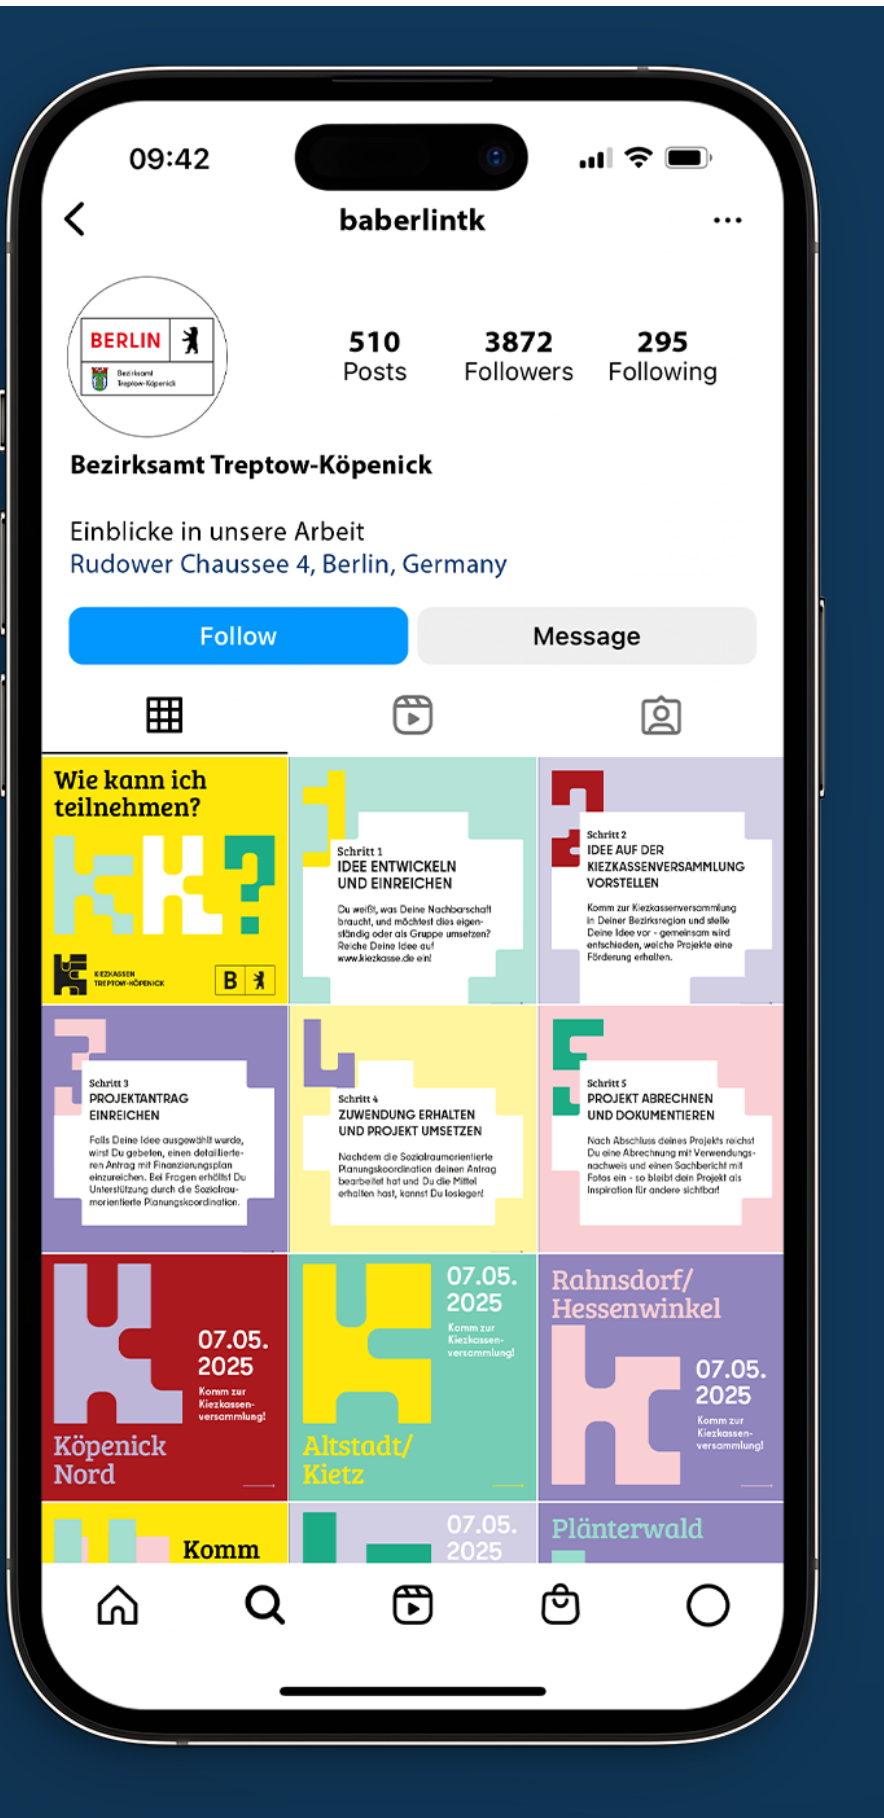 09:42
baberlintk
BERLIN
Bezirksamt
Treptow-Köpenick
510
Posts
3872
Followers
295
Following
Bezirksamt Treptow-Köpenick
Einblicke in unsere Arbeit
Rudower Chaussee 4, Berlin, Germany
Follow
Message
Wie kann ich
teilnehmen?
kk?
KIEZKASSEN
TREPTOW-KÖPENICK
B
1
Schritt 1
IDEE ENTWICKELN
UND EINREICHEN
Du weißt, was Deine Nachbarschaft
braucht, und möchtest dies eigen-
ständig oder als Gruppe umsetzen?
Reiche Deine Idee auf
www.kiezkasse.de ein!
2
Schritt 2
IDEE AUF DER
KIEZKASSENVERSAMMLUNG
VORSTELLEN
Komm zur Kiezkassenversammlung
in Deiner Bezirksregion und stelle
Deine Idee vor - gemeinsam wird
entschieden, welche Projekte eine
Förderung erhalten.
3
Schritt 3
PROJEKTANTRAG
EINREICHEN
Falls Deine Idee ausgewählt wurde,
wirst Du gebeten, einen detaillierte-
ren Antrag mit Finanzierungsplan
einzureichen. Bei Fragen erhältst Du
Unterstützung durch die Sozialrau-
morientierte Planungskoordination.
4
Schritt 4
ZUWENDUNG ERHALTEN
UND PROJEKT UMSETZEN
Nachdem die Sozialraumorientierte
Planungskoordination deinen Antrag
bearbeitet hat und Du die Mittel
erhalten hast, kannst Du loslegen!
5
Schritt 5
PROJEKT ABRECHNEN
UND DOKUMENTIEREN
Nach Abschluss deines Projekts reichst
Du eine Abrechnung mit Verwendungs-
nachweis und einen Sachbericht mit
Fotos ein - so bleibt dein Projekt als
Inspiration für andere sichtbar!
k
07.05.
2025
Komm zur
Kiezkassen-
versammlung!
Köpenick
Nord
k
07.05.
2025
Komm zur
Kiezkassen-
versammlung!
Altstadt/
Kietz
Rahnsdorf/
Hessenwinkel
k
07.05.
2025
Komm zur
Kiezkassen-
versammlung!
Komm
07.05.
2025
Plänterwald